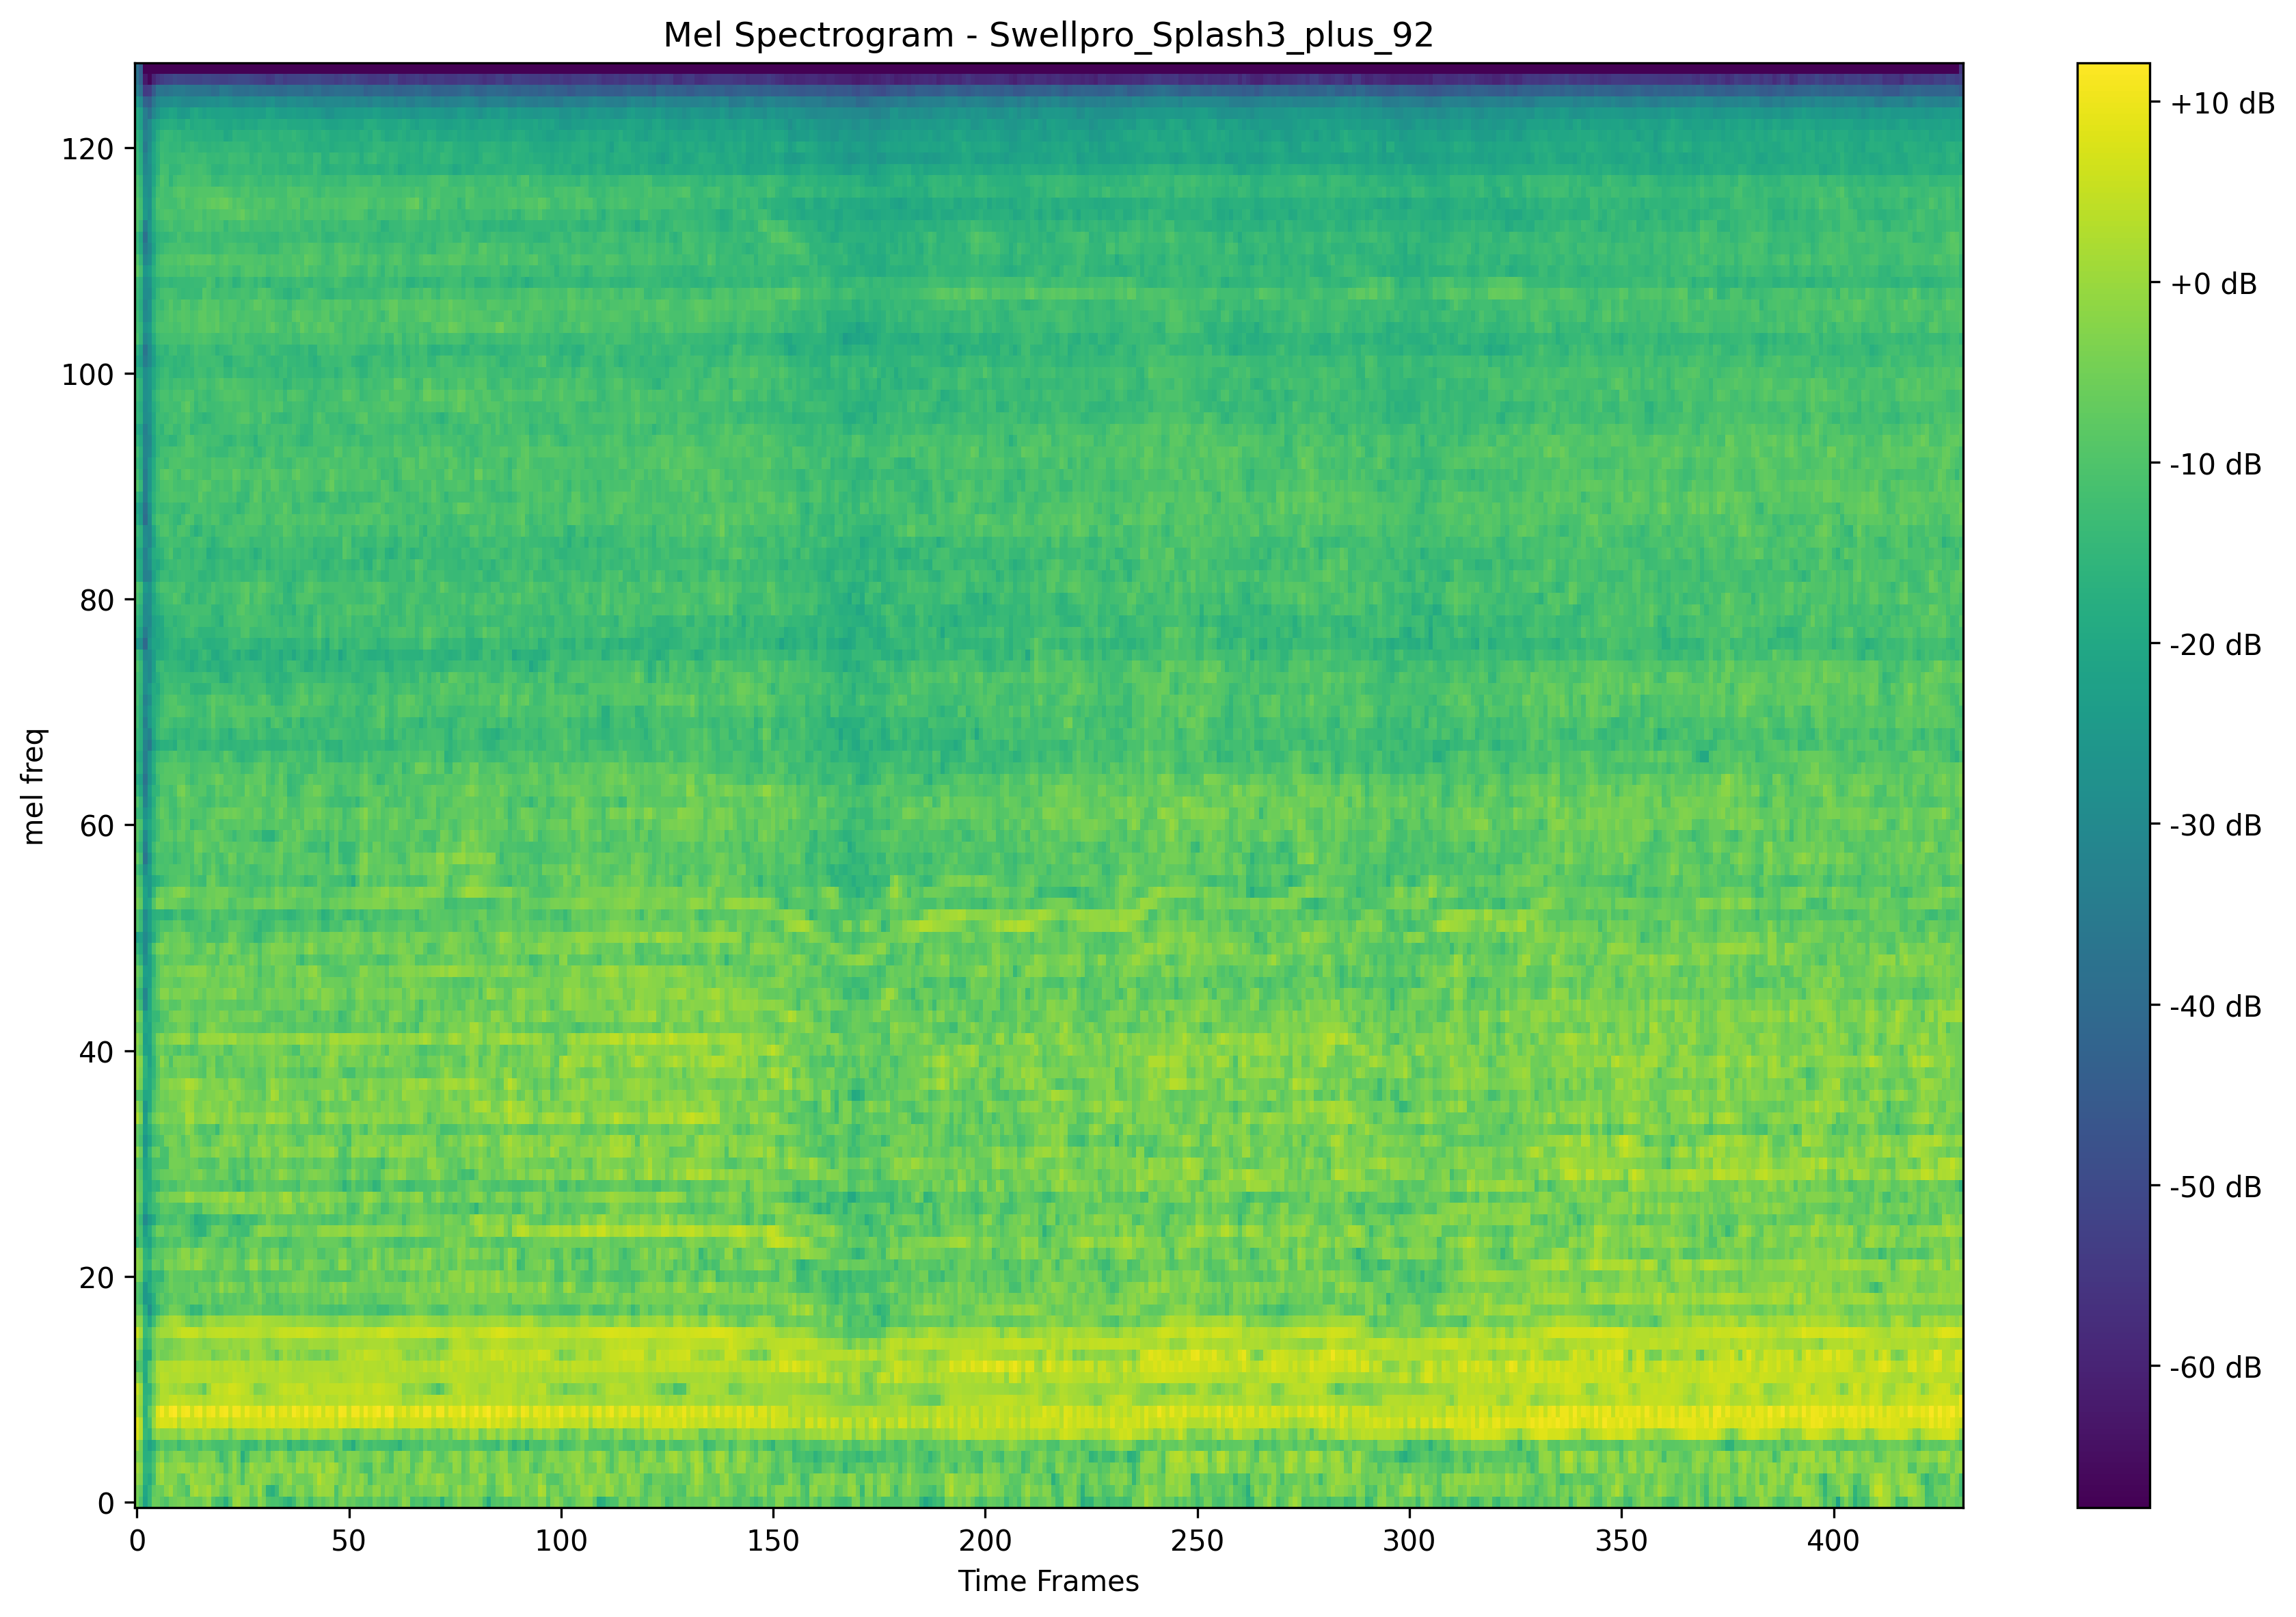 Mel Spectrogram - Swellpro_Splash3_plus_92
mel freq
120
100
80
60
40
20
0
0 50 100 150 200 250 300 350 400
Time Frames
+10 dB
+0 dB
-10 dB
-20 dB
-30 dB
-40 dB
-50 dB
-60 dB